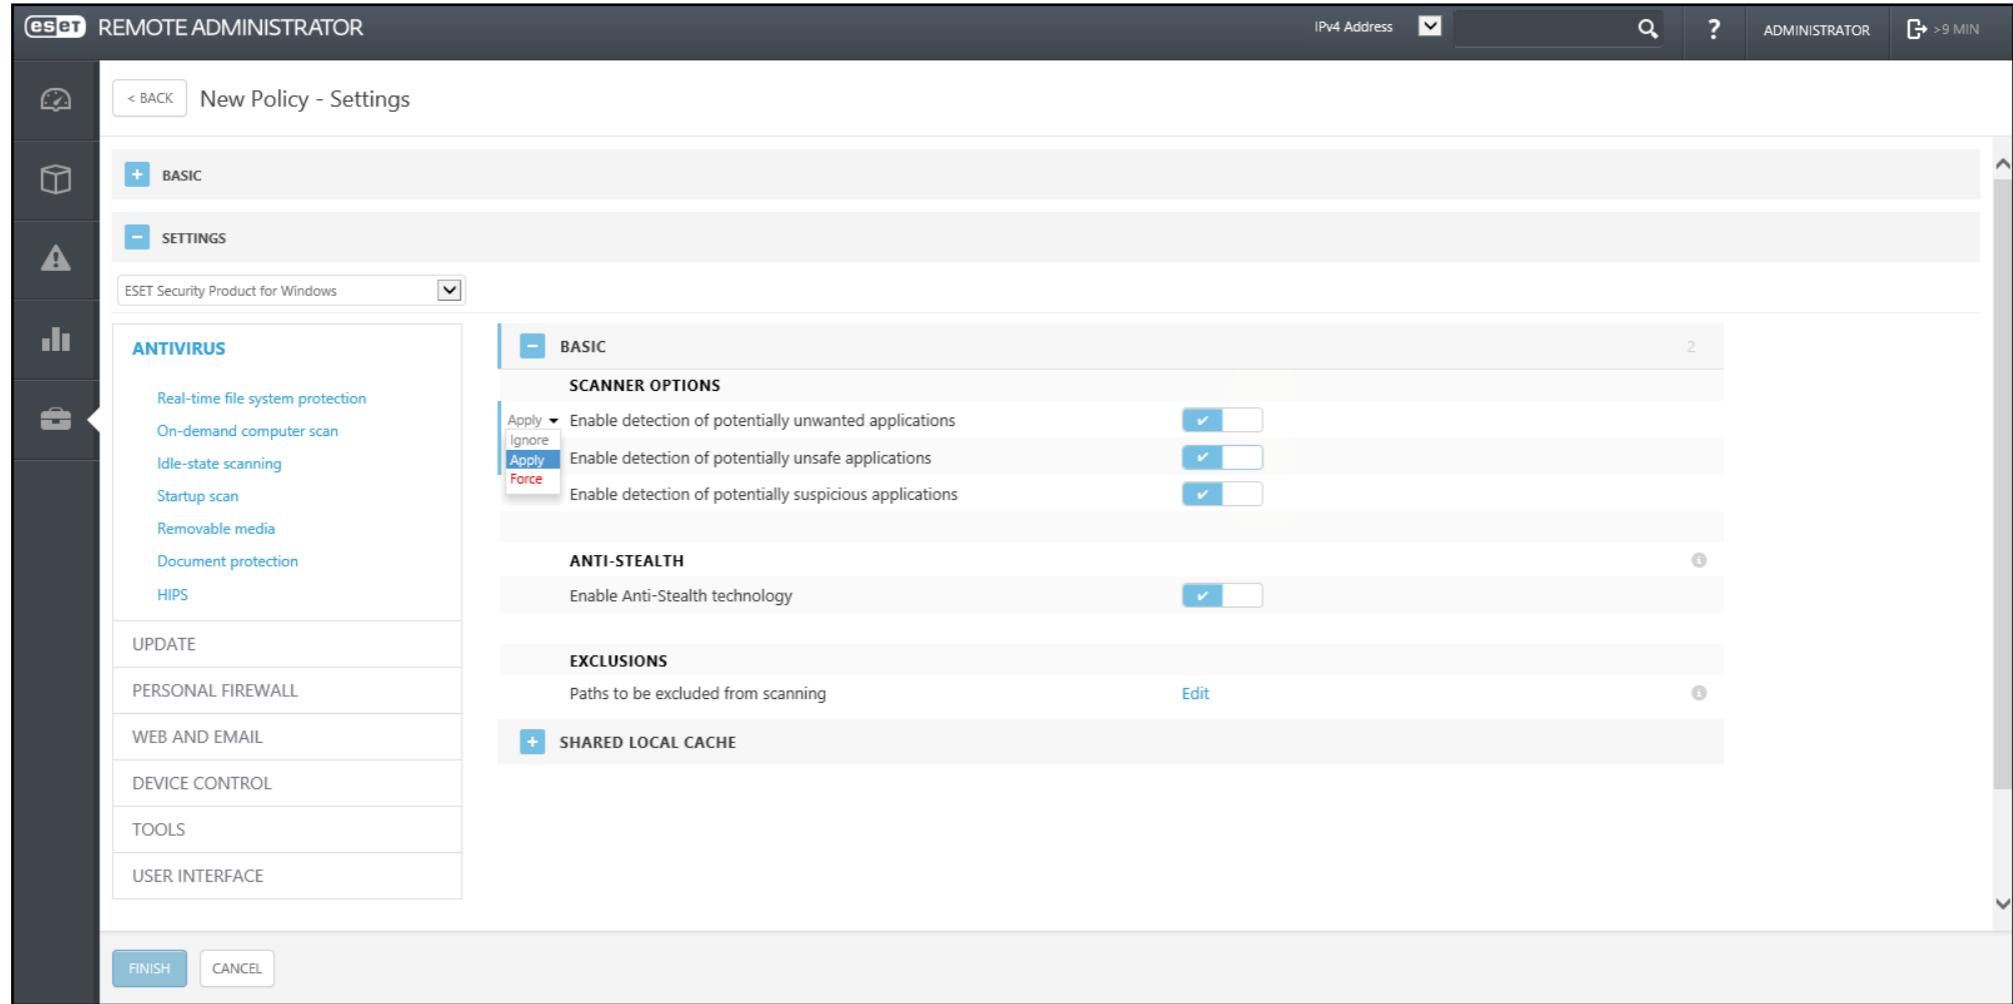 eset REMOTE ADMINISTRATOR
IPv4 Address
?
ADMINISTRATOR
>9 MIN
< BACK
New Policy - Settings
+ BASIC
− SETTINGS
ESET Security Product for Windows
ANTIVIRUS
Real-time file system protection
On-demand computer scan
Idle-state scanning
Startup scan
Removable media
Document protection
HIPS
UPDATE
PERSONAL FIREWALL
WEB AND EMAIL
DEVICE CONTROL
TOOLS
USER INTERFACE
− BASIC 2
SCANNER OPTIONS
Apply Enable detection of potentially unwanted applications
Ignore
Apply Enable detection of potentially unsafe applications
Force
Enable detection of potentially suspicious applications
ANTI-STEALTH
Enable Anti-Stealth technology
EXCLUSIONS
Paths to be excluded from scanning Edit
+ SHARED LOCAL CACHE
FINISH
CANCEL